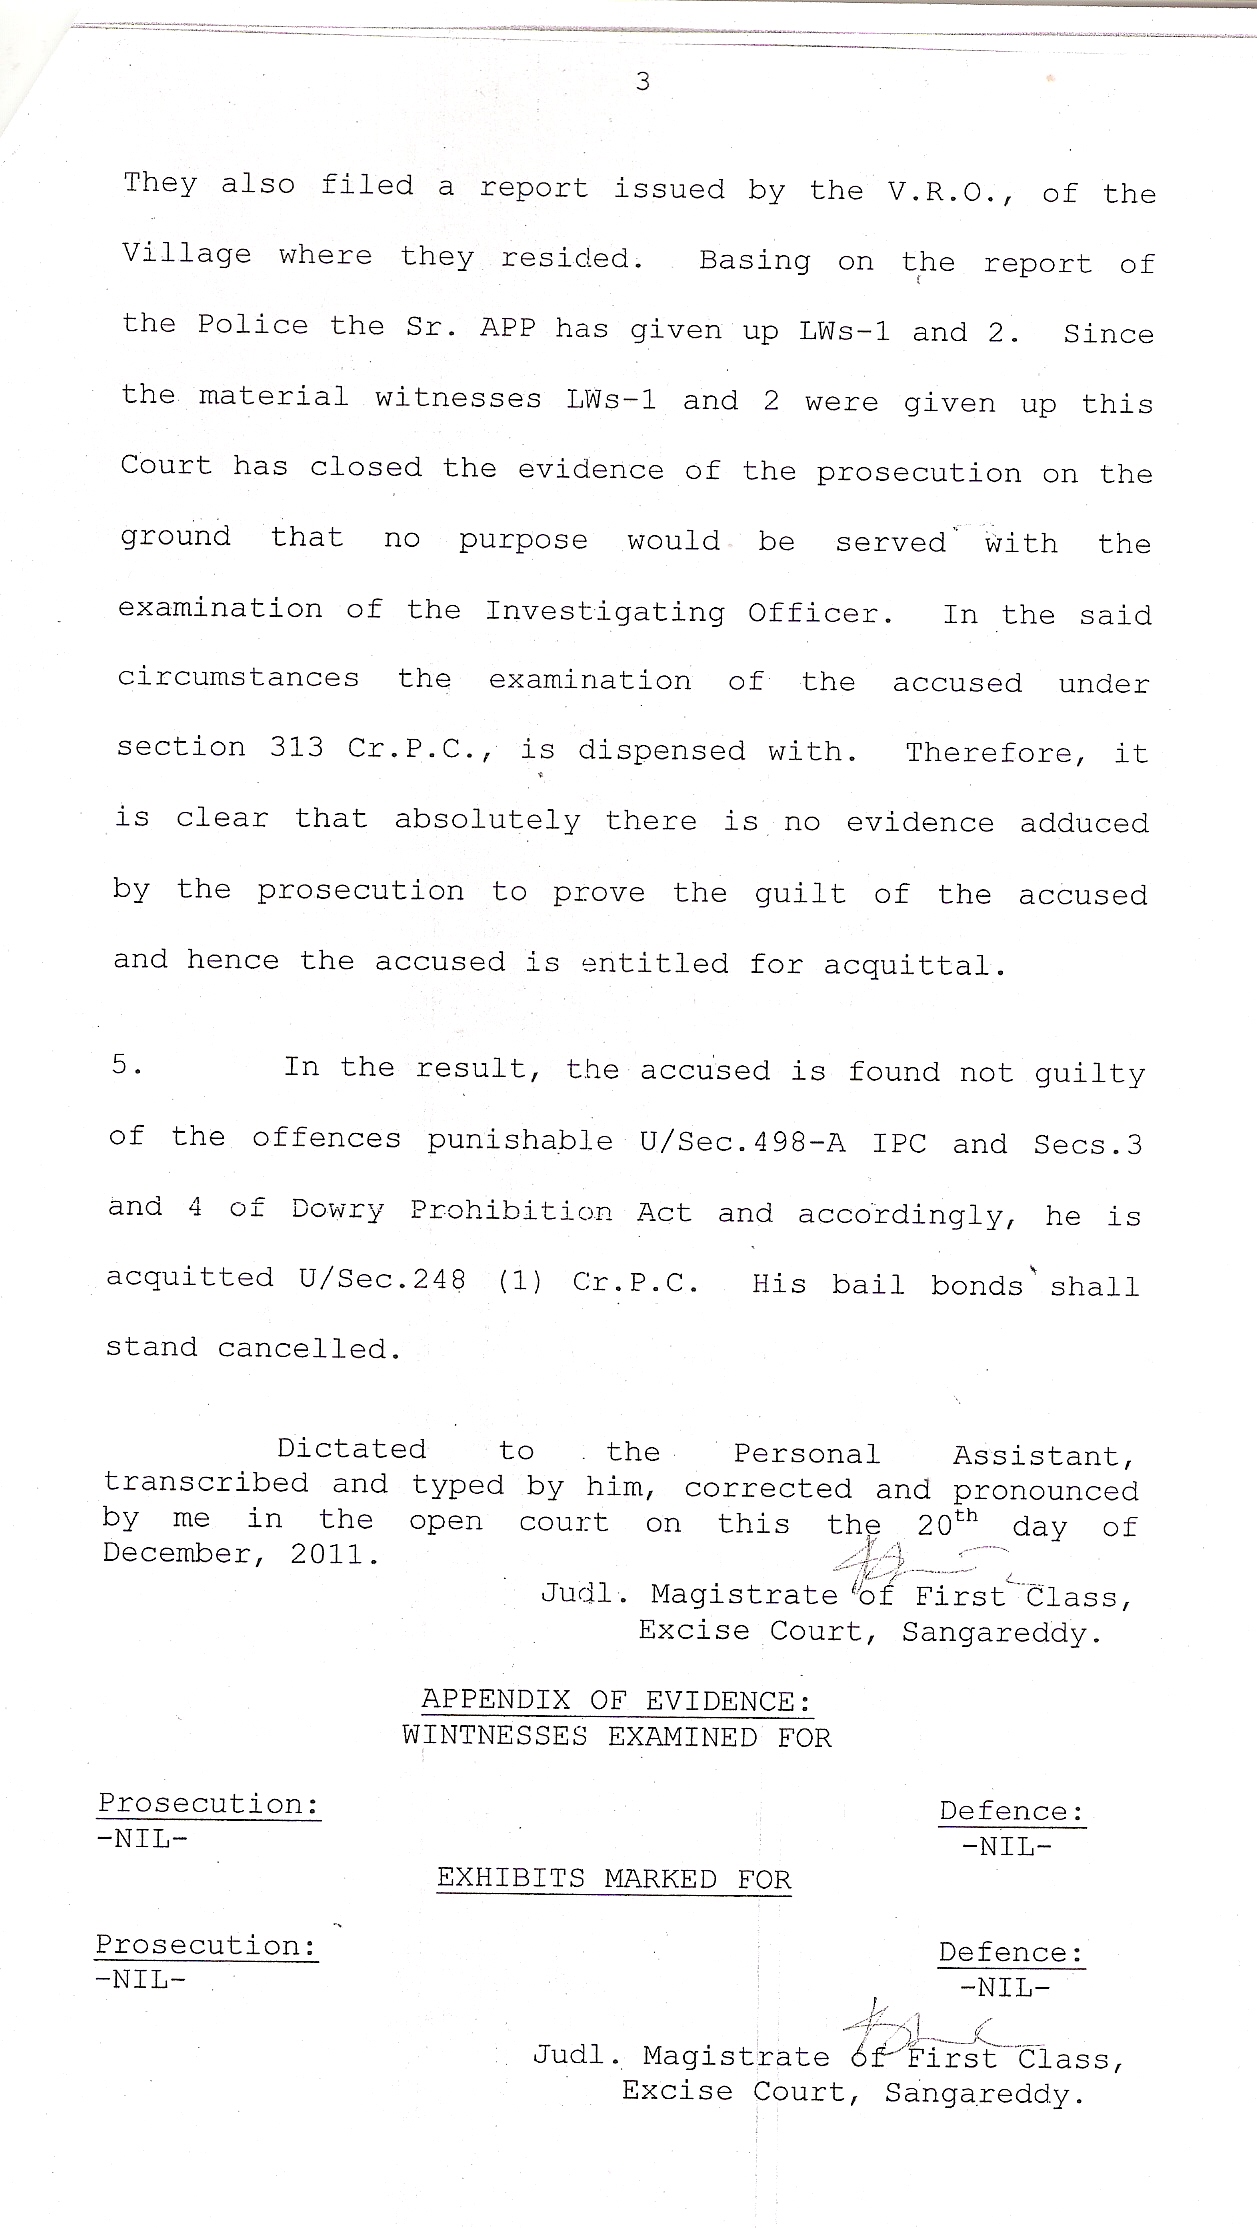 3
They also filed a report issued by the V.R.O., of the
Village where they resided. Basing on the report of
the Police the Sr. APP has given up LWs-1 and 2. Since
the material witnesses LWs-1 and 2 were given up this
Court has closed the evidence of the prosecution on the
ground that no purpose would be served with the
examination of the Investigating Officer. In the said
circumstances the examination of the accused under
section 313 Cr.P.C., is dispensed with. Therefore, it
is clear that absolutely there is no evidence adduced
by the prosecution to prove the guilt of the accused
and hence the accused is entitled for acquittal.
5. In the result, the accused is found not guilty
of the offences punishable U/Sec.498-A IPC and Secs.3
and 4 of Dowry Prohibition Act and accordingly, he is
acquitted U/Sec.248 (1) Cr.P.C. His bail bonds shall
stand cancelled.
Dictated to the Personal Assistant,
transcribed and typed by him, corrected and pronounced
by me in the open court on this the 20th day of
December, 2011.
Judl. Magistrate of First Class,
Excise Court, Sangareddy.
APPENDIX OF EVIDENCE:
WINTNESSES EXAMINED FOR
Prosecution: Defence:
-NIL- -NIL-
EXHIBITS MARKED FOR
Prosecution: Defence:
-NIL- -NIL-
Judl. Magistrate of First Class,
Excise Court, Sangareddy.